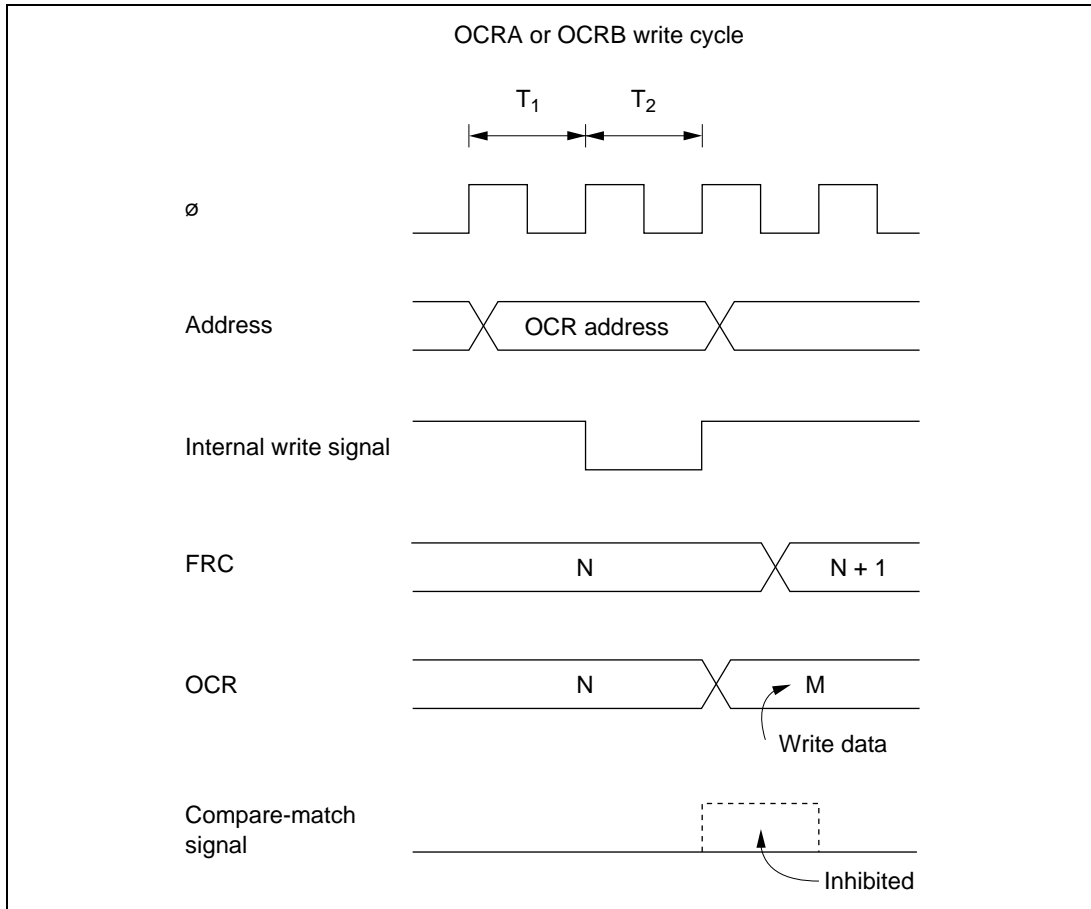 OCRA or OCRB write cycle
T1 T2
ø
Address OCR address
Internal write signal
FRC N N + 1
OCR N M
Write data
Compare-match
signal
Inhibited